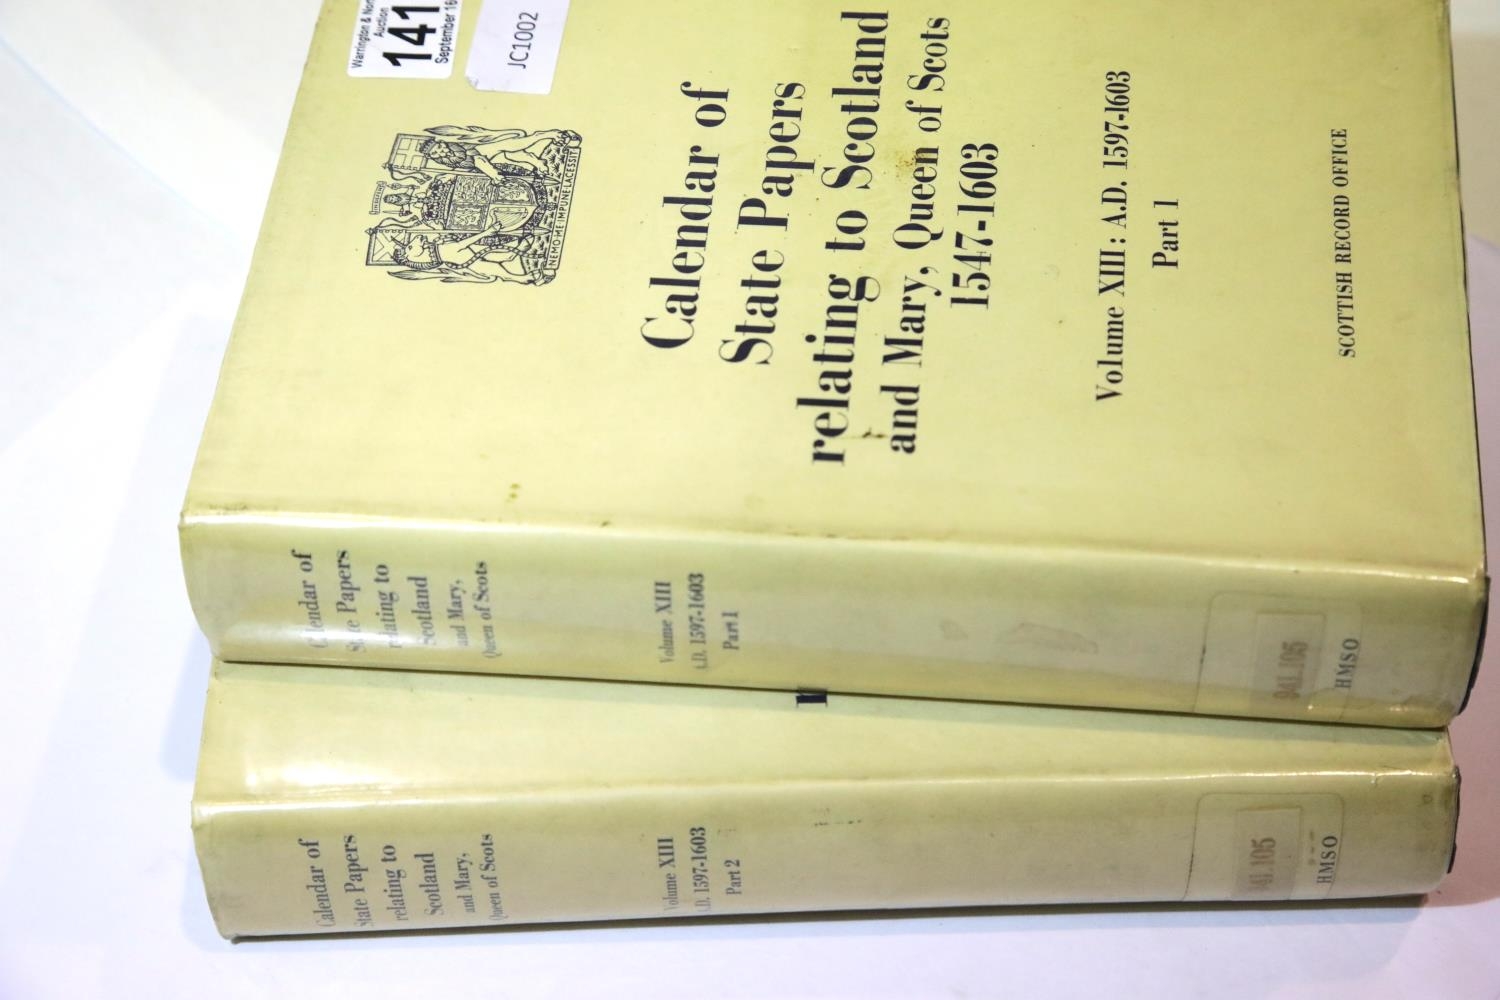 Warrington &
Auction
141
September 16
JC1002
NEMO·ME·IMPUNE·LACESSIT
Calendar of
State Papers
relating to Scotland
and Mary, Queen of Scots
1547-1603
Volume XIII: A.D. 1597-1603
Part 1
SCOTTISH RECORD OFFICE
Calendar of
State Papers
relating to
Scotland
and Mary,
Queen of Scots
Volume XIII
A.D. 1597-1603
Part 1
941.105
HMSO
r
Calendar of
State Papers
relating to
Scotland
and Mary,
Queen of Scots
Volume XIII
A.D. 1597-1603
Part 2
941.105
HMSO